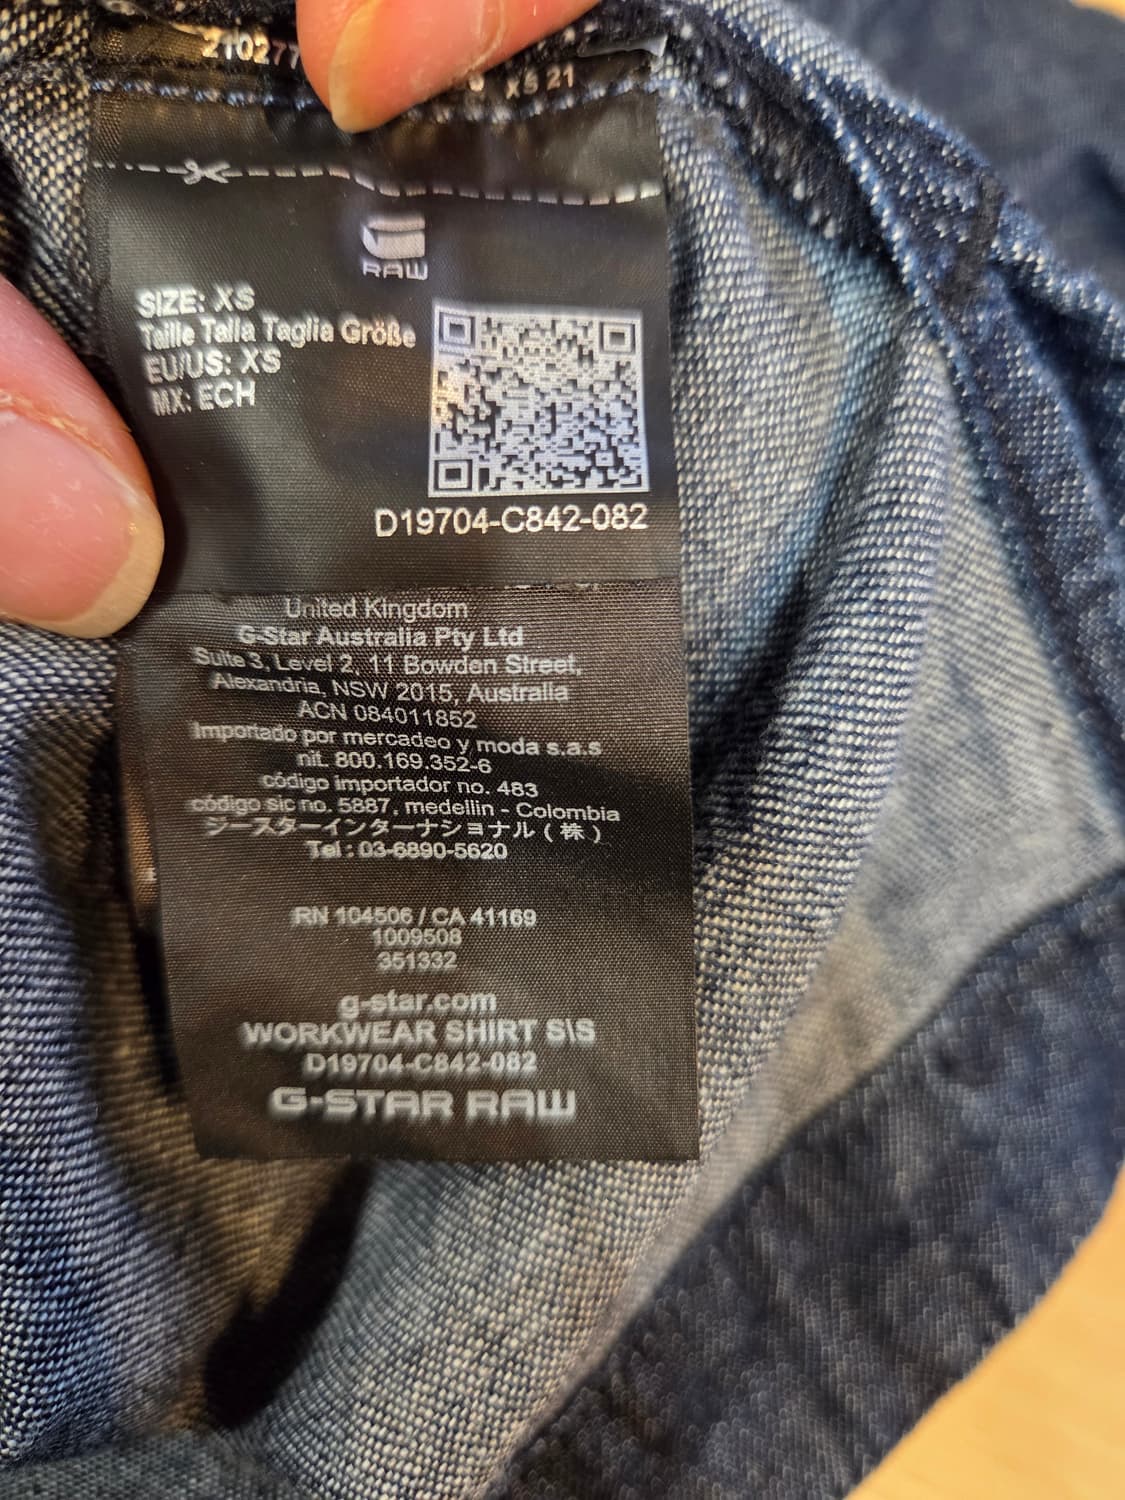 210277
XS 21
RAW
SIZE: XS
Taille Talla Taglia Größe
EU/US: XS
MX: ECH
D19704-C842-082
United Kingdom
G-Star Australia Pty Ltd
Suite 3, Level 2, 11 Bowden Street,
Alexandria, NSW 2015, Australia
ACN 084011852
Importado por mercadeo y moda s.a.s
nit. 800.169.352-6
código importador no. 483
código sic no. 5887, medellin - Colombia
ジースターインターナショナル ( 株 )
Tel : 03-6890-5620
RN 104506 / CA 41169
1009508
351332
g-star.com
WORKWEAR SHIRT S\S
D19704-C842-082
G-STAR RAW